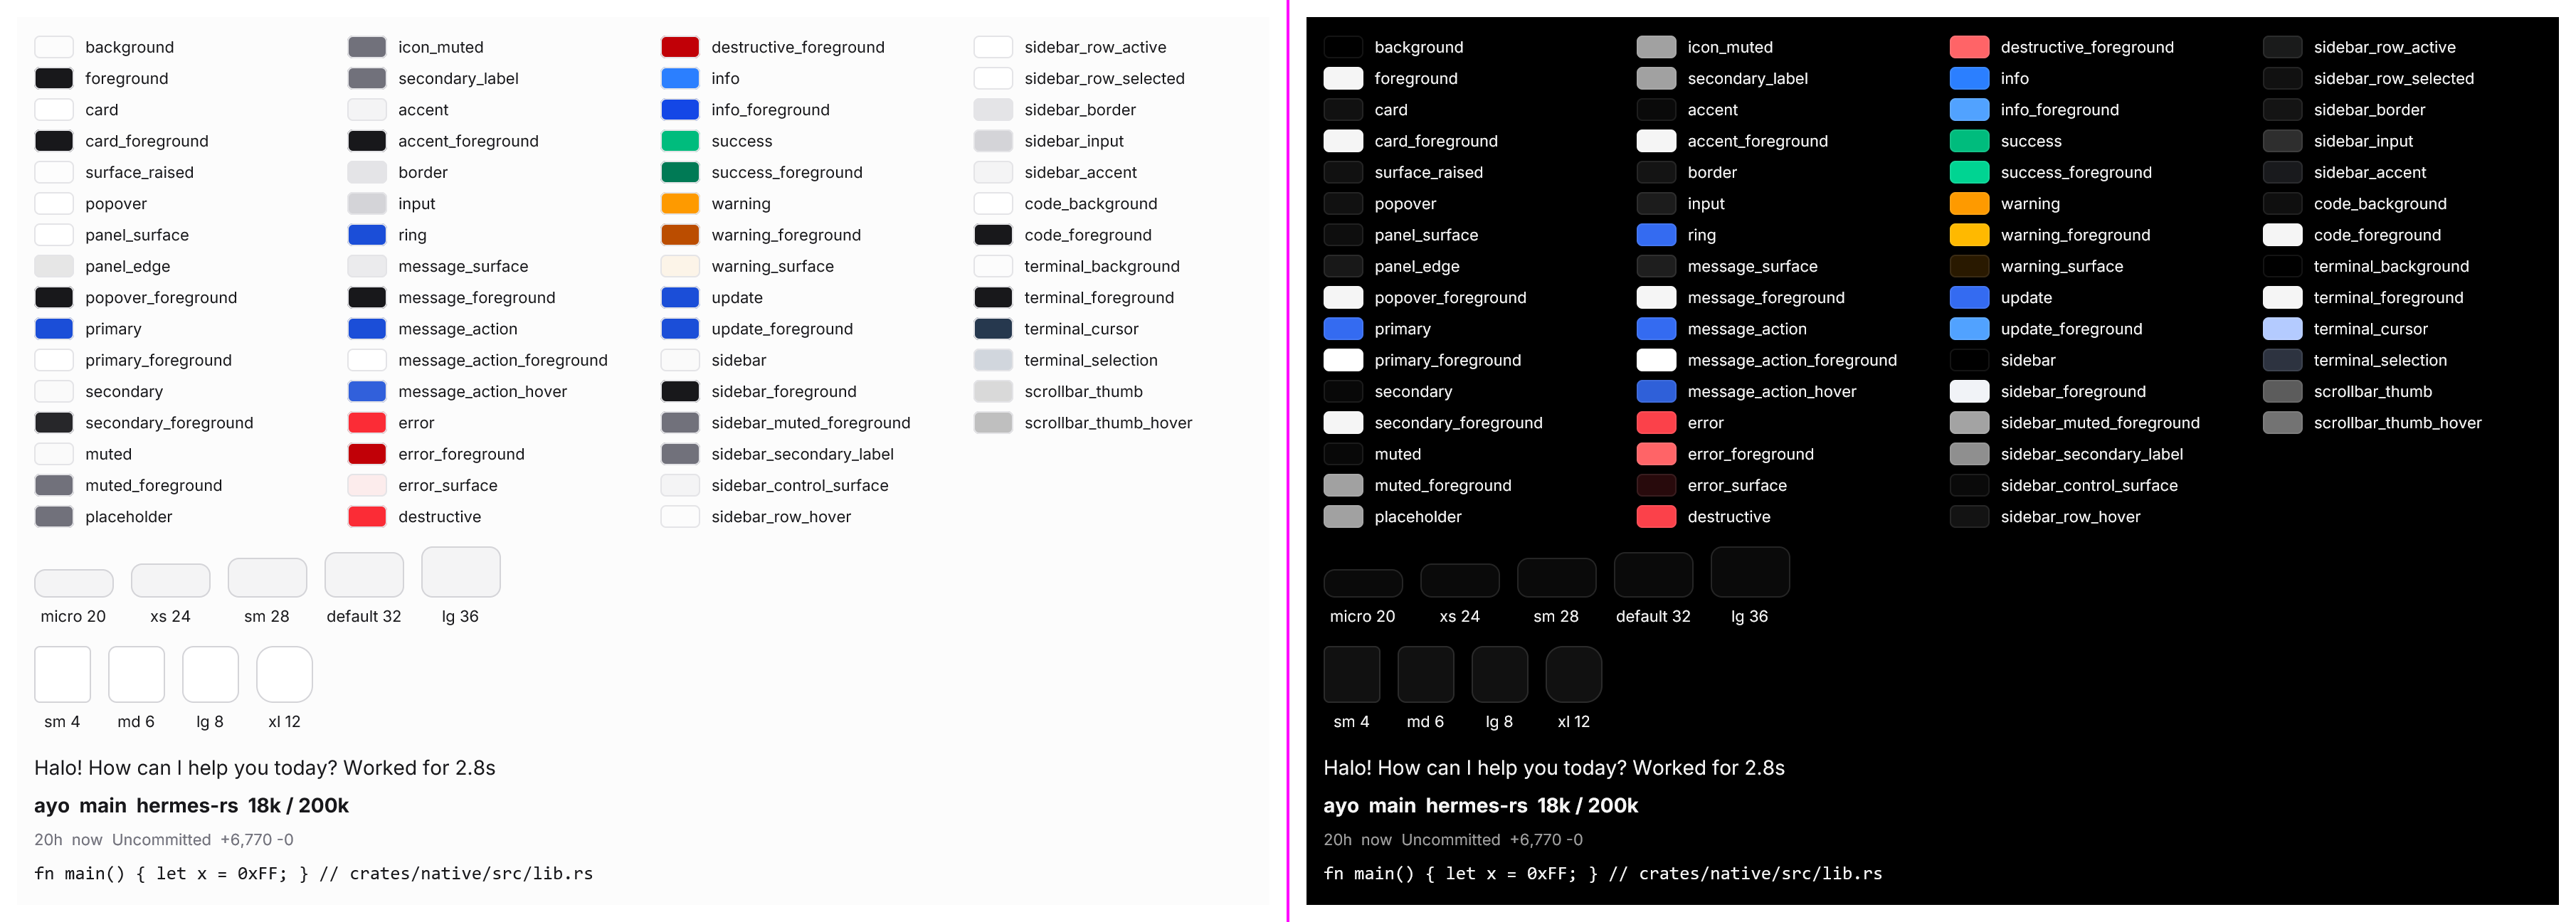 background
foreground
card
card_foreground
surface_raised
popover
panel_surface
panel_edge
popover_foreground
primary
primary_foreground
secondary
secondary_foreground
muted
muted_foreground
placeholder
icon_muted
secondary_label
accent
accent_foreground
border
input
ring
message_surface
message_foreground
message_action
message_action_foreground
message_action_hover
error
error_foreground
error_surface
destructive
destructive_foreground
info
info_foreground
success
success_foreground
warning
warning_foreground
warning_surface
update
update_foreground
sidebar
sidebar_foreground
sidebar_muted_foreground
sidebar_secondary_label
sidebar_control_surface
sidebar_row_hover
sidebar_row_active
sidebar_row_selected
sidebar_border
sidebar_input
sidebar_accent
code_background
code_foreground
terminal_background
terminal_foreground
terminal_cursor
terminal_selection
scrollbar_thumb
scrollbar_thumb_hover
micro 20 xs 24 sm 28 default 32 lg 36
sm 4 md 6 lg 8 xl 12
Halo! How can I help you today? Worked for 2.8s
ayo main hermes-rs 18k / 200k
20h now Uncommitted +6,770 -0
fn main() { let x = 0xFF; } // crates/native/src/lib.rs
background
foreground
card
card_foreground
surface_raised
popover
panel_surface
panel_edge
popover_foreground
primary
primary_foreground
secondary
secondary_foreground
muted
muted_foreground
placeholder
icon_muted
secondary_label
accent
accent_foreground
border
input
ring
message_surface
message_foreground
message_action
message_action_foreground
message_action_hover
error
error_foreground
error_surface
destructive
destructive_foreground
info
info_foreground
success
success_foreground
warning
warning_foreground
warning_surface
update
update_foreground
sidebar
sidebar_foreground
sidebar_muted_foreground
sidebar_secondary_label
sidebar_control_surface
sidebar_row_hover
sidebar_row_active
sidebar_row_selected
sidebar_border
sidebar_input
sidebar_accent
code_background
code_foreground
terminal_background
terminal_foreground
terminal_cursor
terminal_selection
scrollbar_thumb
scrollbar_thumb_hover
micro 20 xs 24 sm 28 default 32 lg 36
sm 4 md 6 lg 8 xl 12
Halo! How can I help you today? Worked for 2.8s
ayo main hermes-rs 18k / 200k
20h now Uncommitted +6,770 -0
fn main() { let x = 0xFF; } // crates/native/src/lib.rs